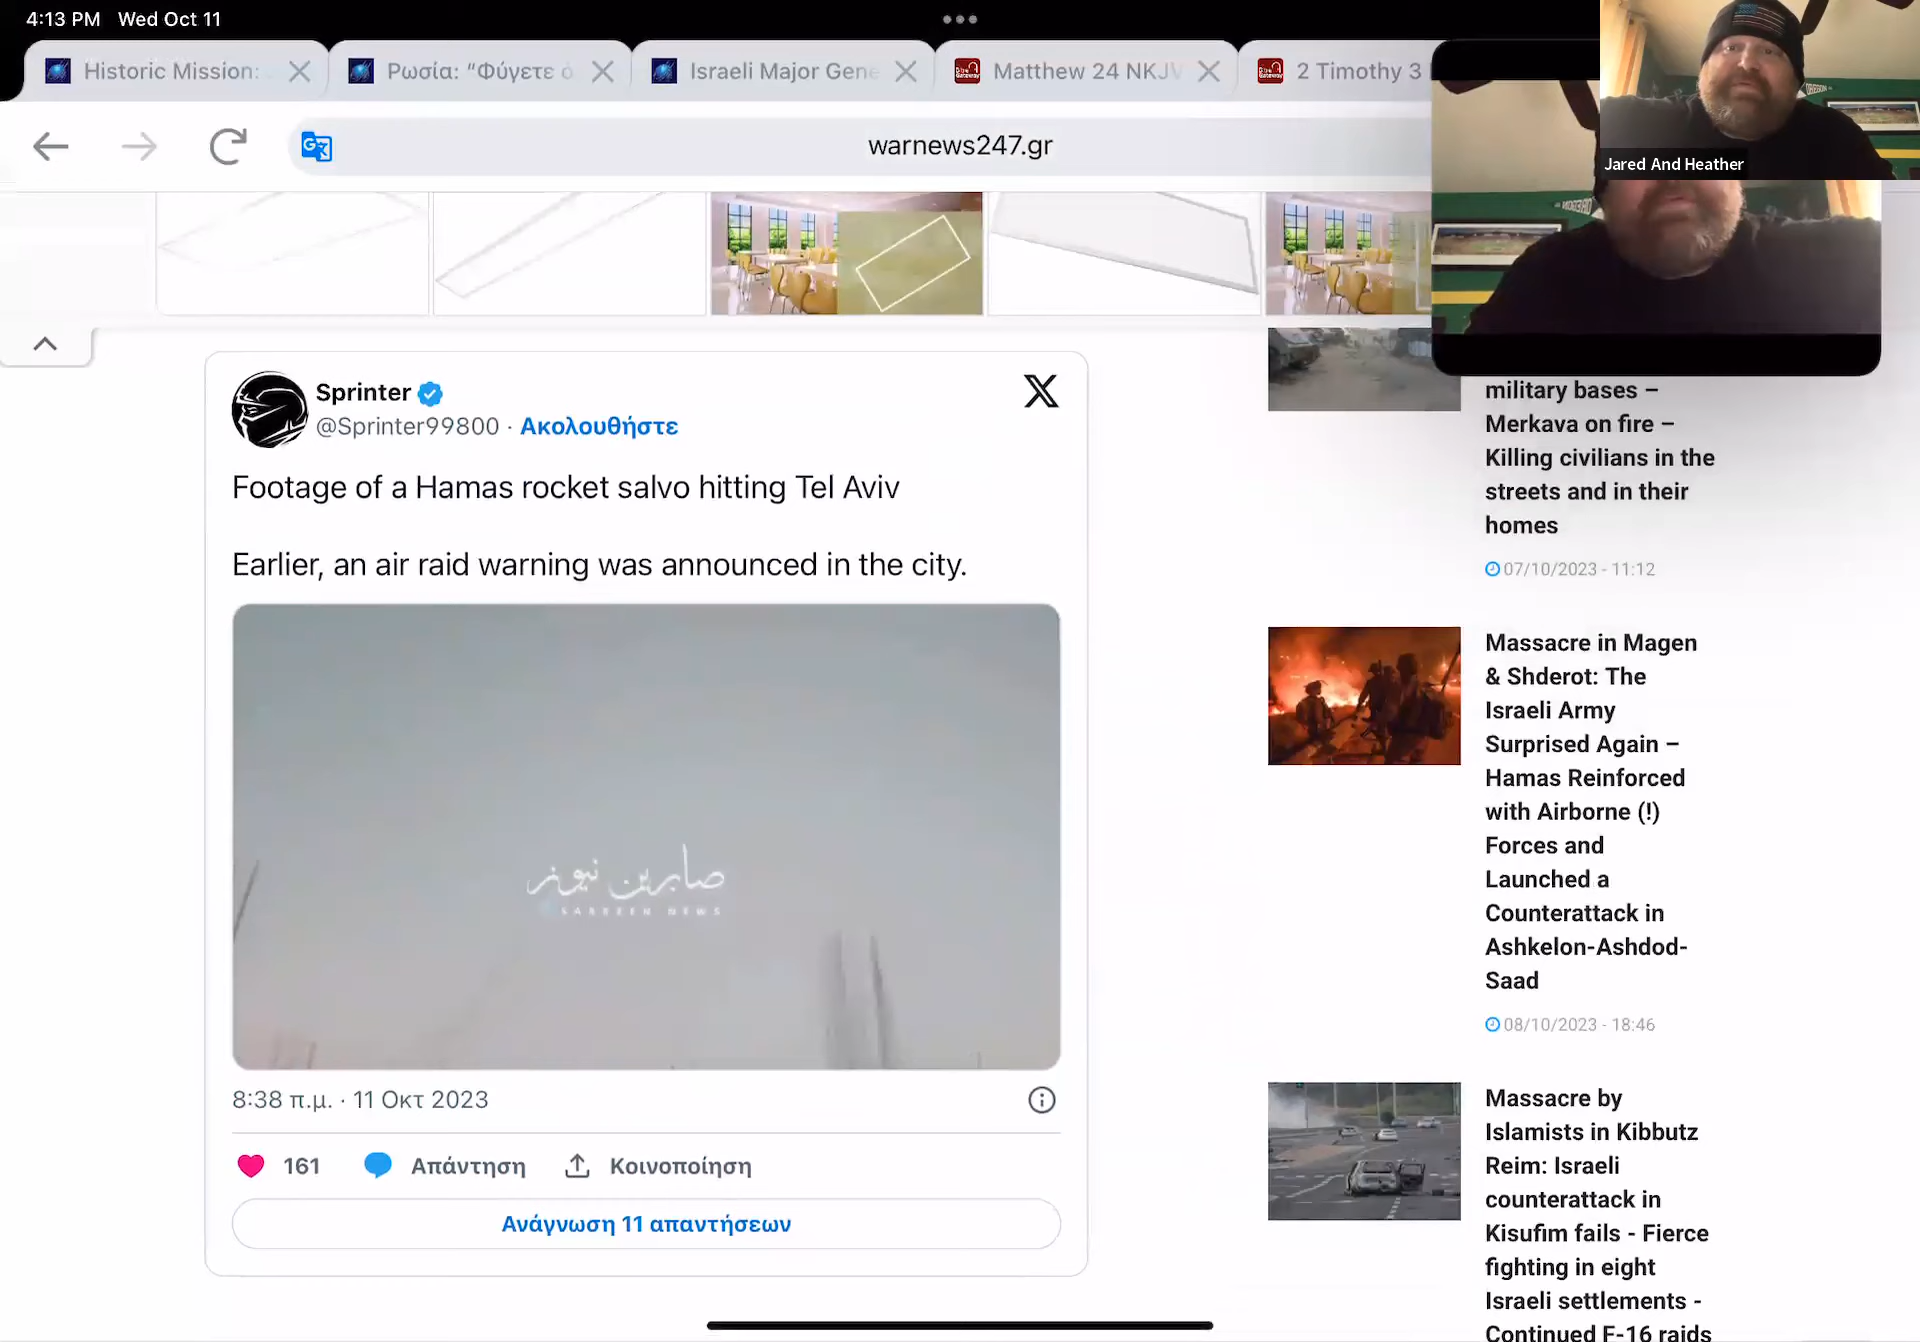 4:13 PM Wed Oct 11
Historic Mission:
Ρωσία: “Φύγετε ό
Israeli Major Gene
Matthew 24 NKJV
2 Timothy 3
warnews247.gr
OREGON
Jared And Heather
Sprinter
@Sprinter99800 · Ακολουθήστε
Footage of a Hamas rocket salvo hitting Tel Aviv
Earlier, an air raid warning was announced in the city.
صابرين نيوز
SABREEN NEWS
8:38 π.μ. · 11 Οκτ 2023
161 Απάντηση Κοινοποίηση
Ανάγνωση 11 απαντήσεων
military bases –
Merkava on fire –
Killing civilians in the
streets and in their
homes
07/10/2023 - 11:12
Massacre in Magen
& Shderot: The
Israeli Army
Surprised Again –
Hamas Reinforced
with Airborne (!)
Forces and
Launched a
Counterattack in
Ashkelon-Ashdod-
Saad
08/10/2023 - 18:46
Massacre by
Islamists in Kibbutz
Reim: Israeli
counterattack in
Kisufim fails - Fierce
fighting in eight
Israeli settlements -
Continued F-16 raids